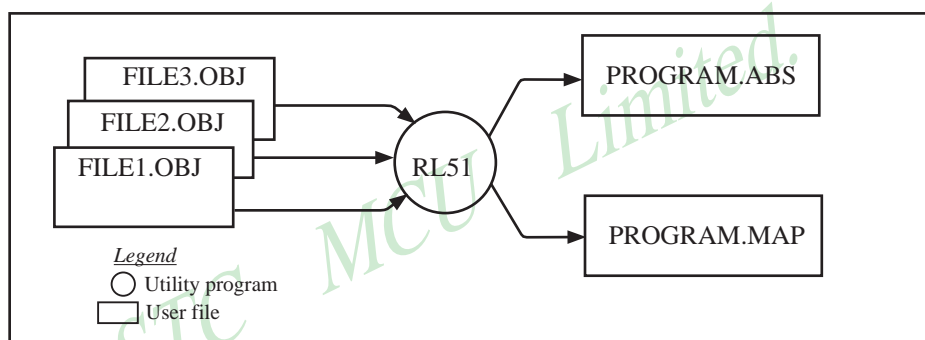 FILE3.OBJ
FILE2.OBJ
FILE1.OBJ
RL51
PROGRAM.ABS
PROGRAM.MAP
Legend
Utility program
User file
STC MCU Limited.